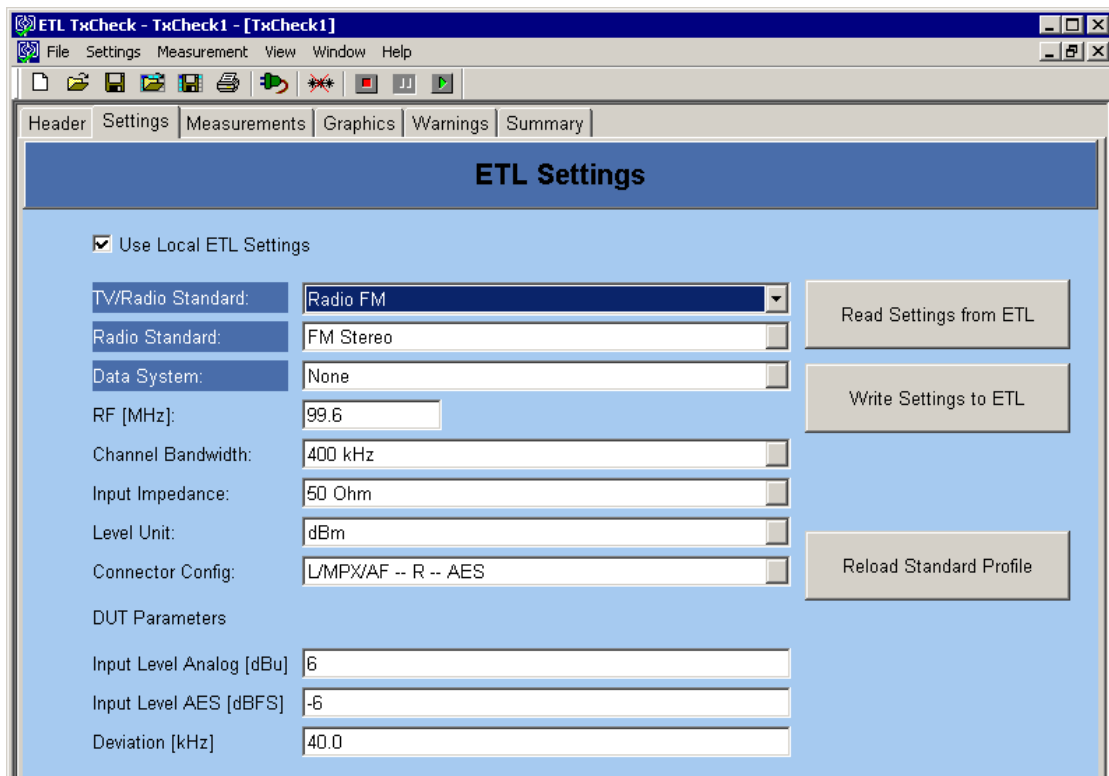 ETL TxCheck - TxCheck1 - [TxCheck1]
File Settings Measurement View Window Help
Header Settings Measurements Graphics Warnings Summary
ETL Settings
Use Local ETL Settings
TV/Radio Standard: Radio FM
Read Settings from ETL
Radio Standard: FM Stereo
Data System: None
Write Settings to ETL
RF [MHz]: 99.6
Channel Bandwidth: 400 kHz
Input Impedance: 50 Ohm
Level Unit: dBm
Connector Config: L/MPX/AF -- R -- AES
Reload Standard Profile
DUT Parameters
Input Level Analog [dBu] 6
Input Level AES [dBFS] -6
Deviation [kHz] 40.0